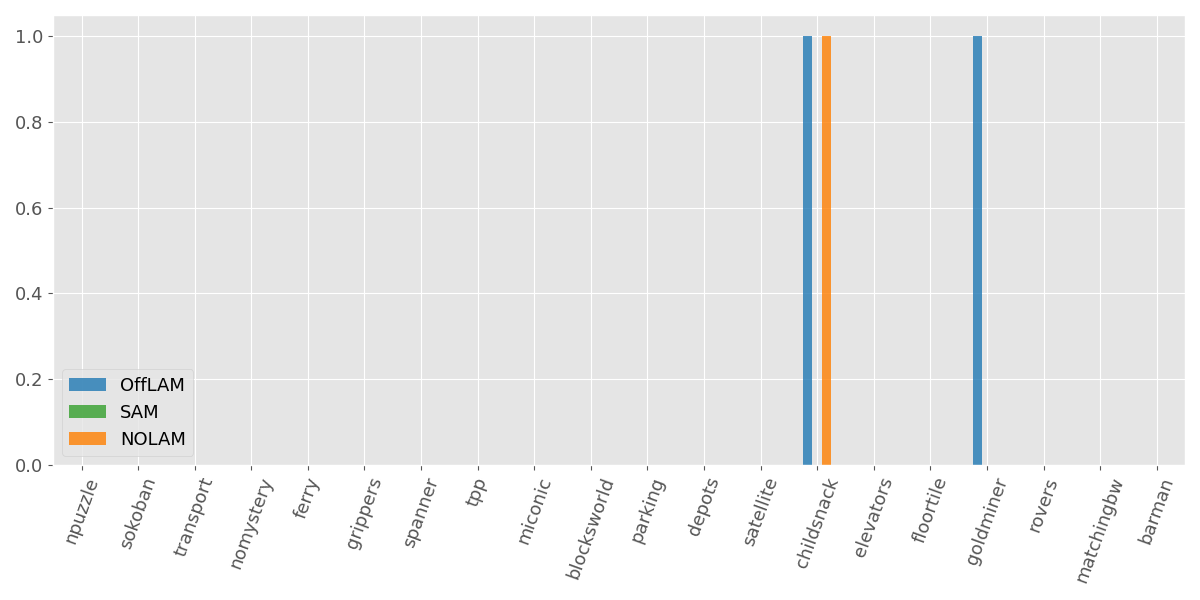 1.0
0.8
0.6
0.4
0.2
0.0
OffLAM
SAM
NOLAM
npuzzle
sokoban
transport
nomystery
ferry
grippers
spanner
tpp
miconic
blocksworld
parking
depots
satellite
childsnack
elevators
floortile
goldminer
rovers
matchingbw
barman